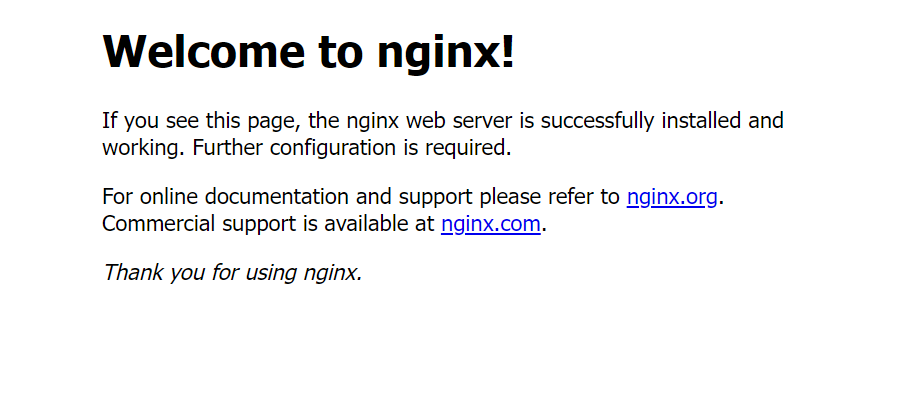 Welcome to nginx!
If you see this page, the nginx web server is successfully installed and
working. Further configuration is required.
For online documentation and support please refer to nginx.org.
Commercial support is available at nginx.com.
Thank you for using nginx.